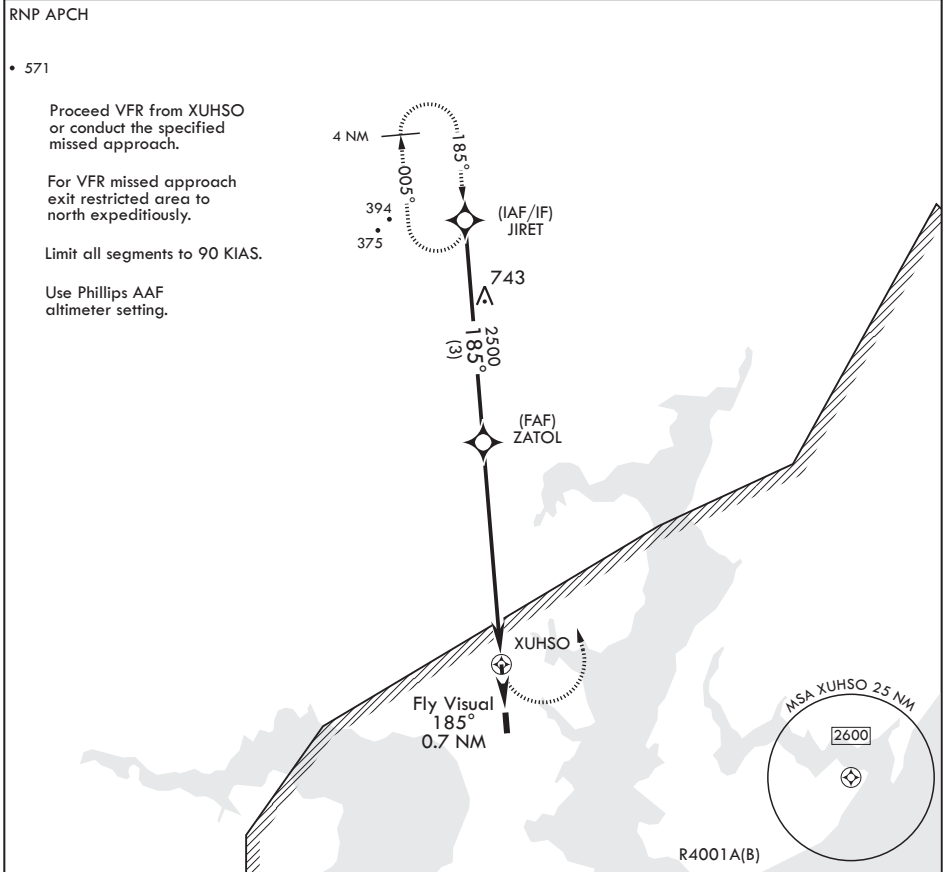 RNP APCH
571
Proceed VFR from XUHSO
or conduct the specified
missed approach.
For VFR missed approach
exit restricted area to
north expeditiously.
Limit all segments to 90 KIAS.
Use Phillips AAF
altimeter setting.
4 NM
005°
185°
394
375
(IAF/IF)
JIRET
743
2500
185°
(3)
(FAF)
ZATOL
XUHSO
Fly Visual
185°
0.7 NM
MSA XUHSO 25 NM
2600
R4001A(B)